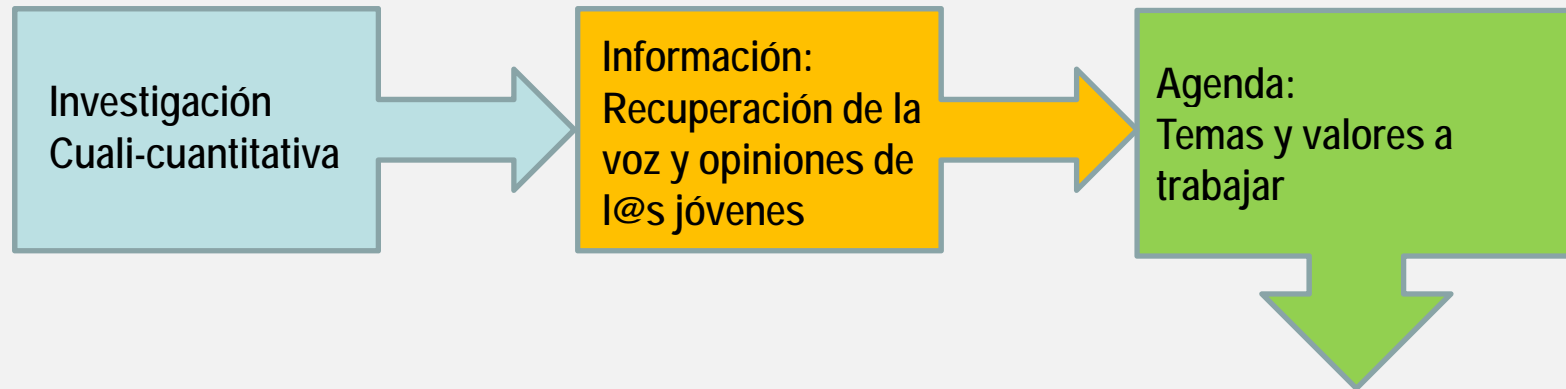 Investigación
Cuali-cuantitativa
Información:
Recuperación de la
voz y opiniones de
l@s jóvenes
Agenda:
Temas y valores a
trabajar